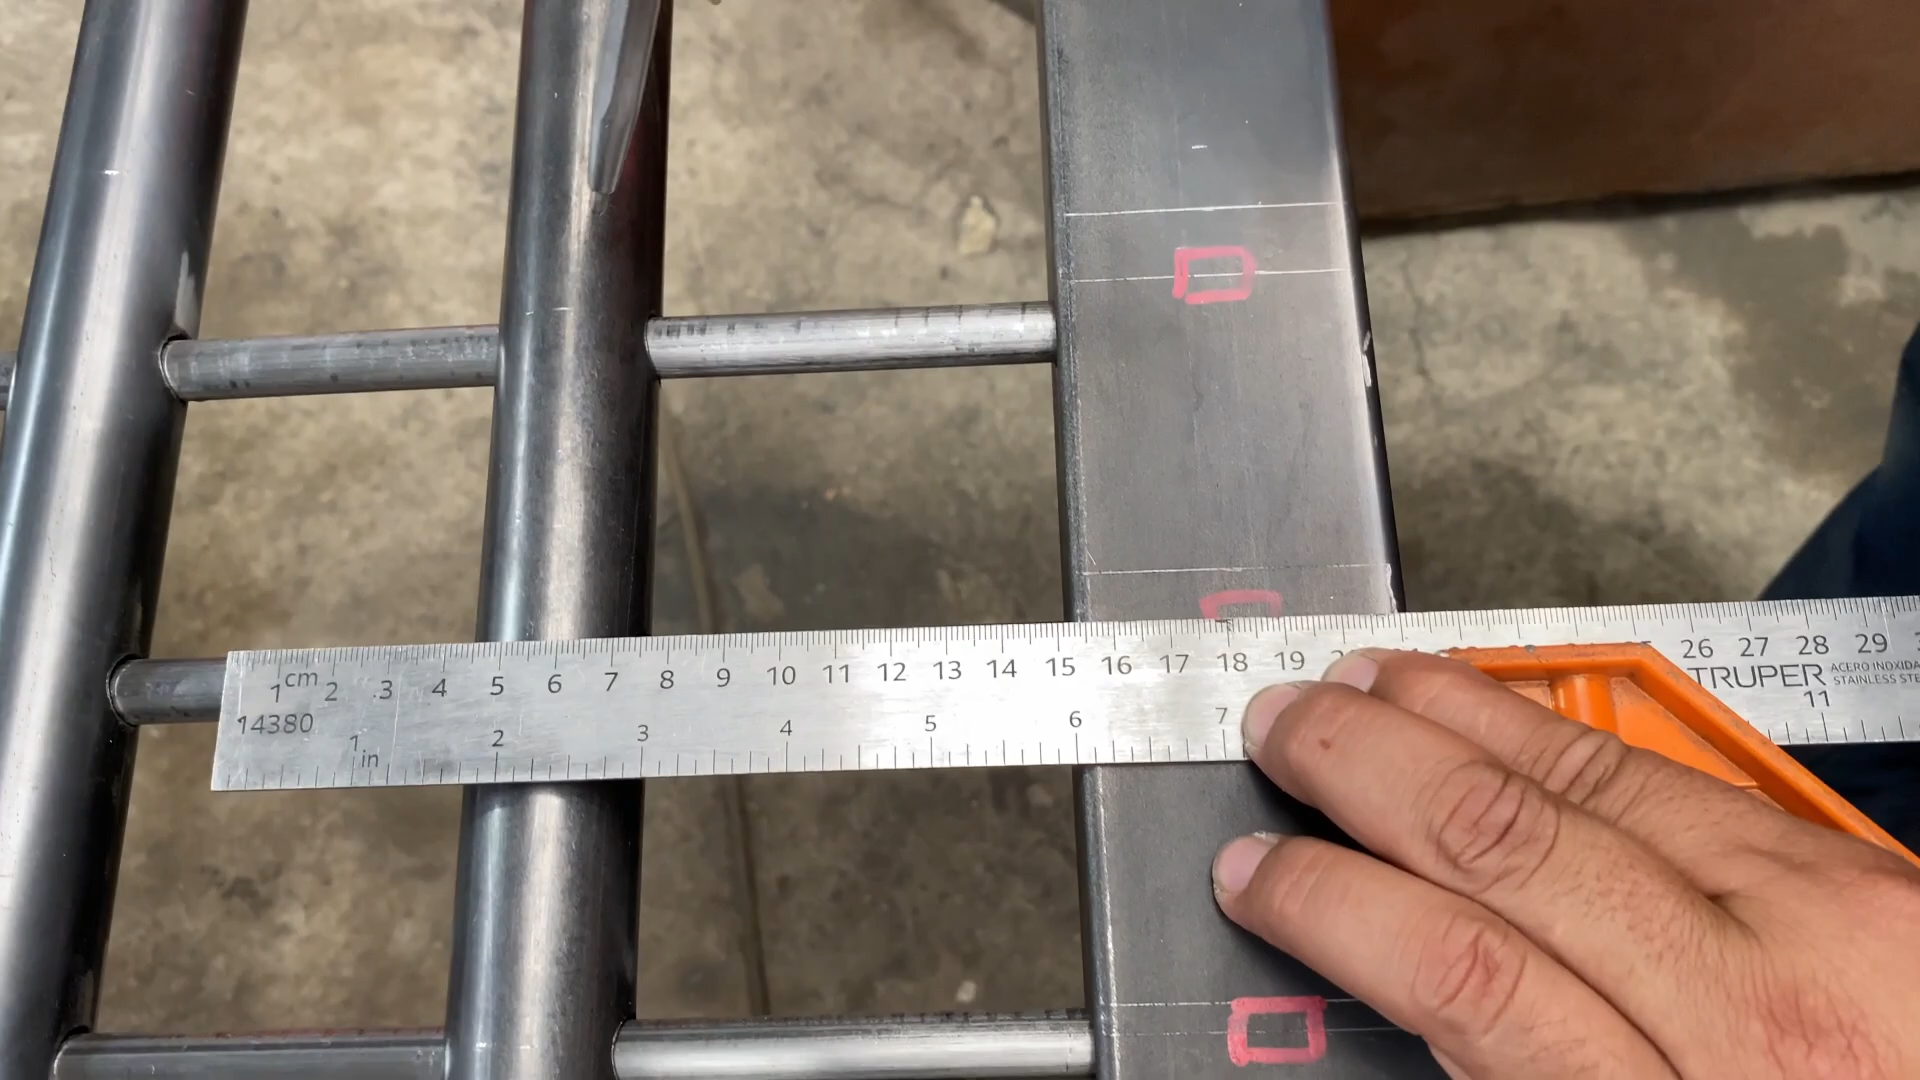 cm
1 2 3 4 5 6 7 8 9 10 11 12 13 14 15 16 17 18 19 26 27 28 29
TRUPER
ACERO INOXIDA
STAINLESS STE
14380
1 2 3 4 5 6 7 11
in